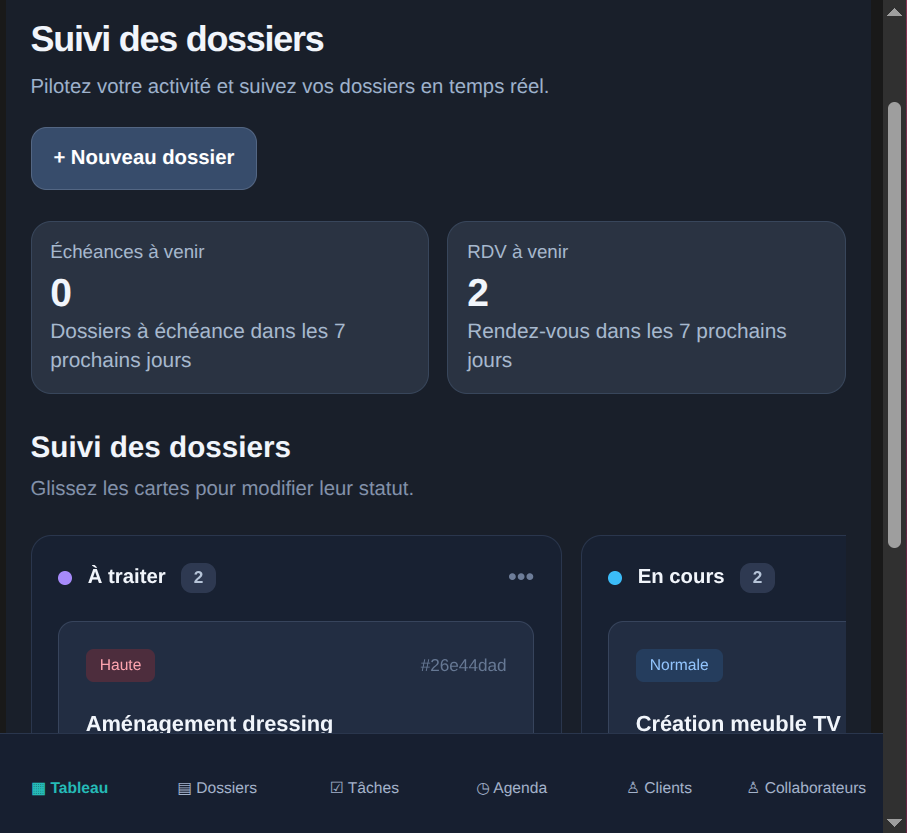 Suivi des dossiers
Pilotez votre activité et suivez vos dossiers en temps réel.
+ Nouveau dossier
Échéances à venir
0
Dossiers à échéance dans les 7
prochains jours
RDV à venir
2
Rendez-vous dans les 7 prochains
jours
Suivi des dossiers
Glissez les cartes pour modifier leur statut.
À traiter 2 •••
Haute #26e44dad
Aménagement dressing
En cours 2
Normale
Création meuble TV
▦ Tableau ▤ Dossiers ☑ Tâches ◷ Agenda ♙ Clients ♙ Collaborateurs